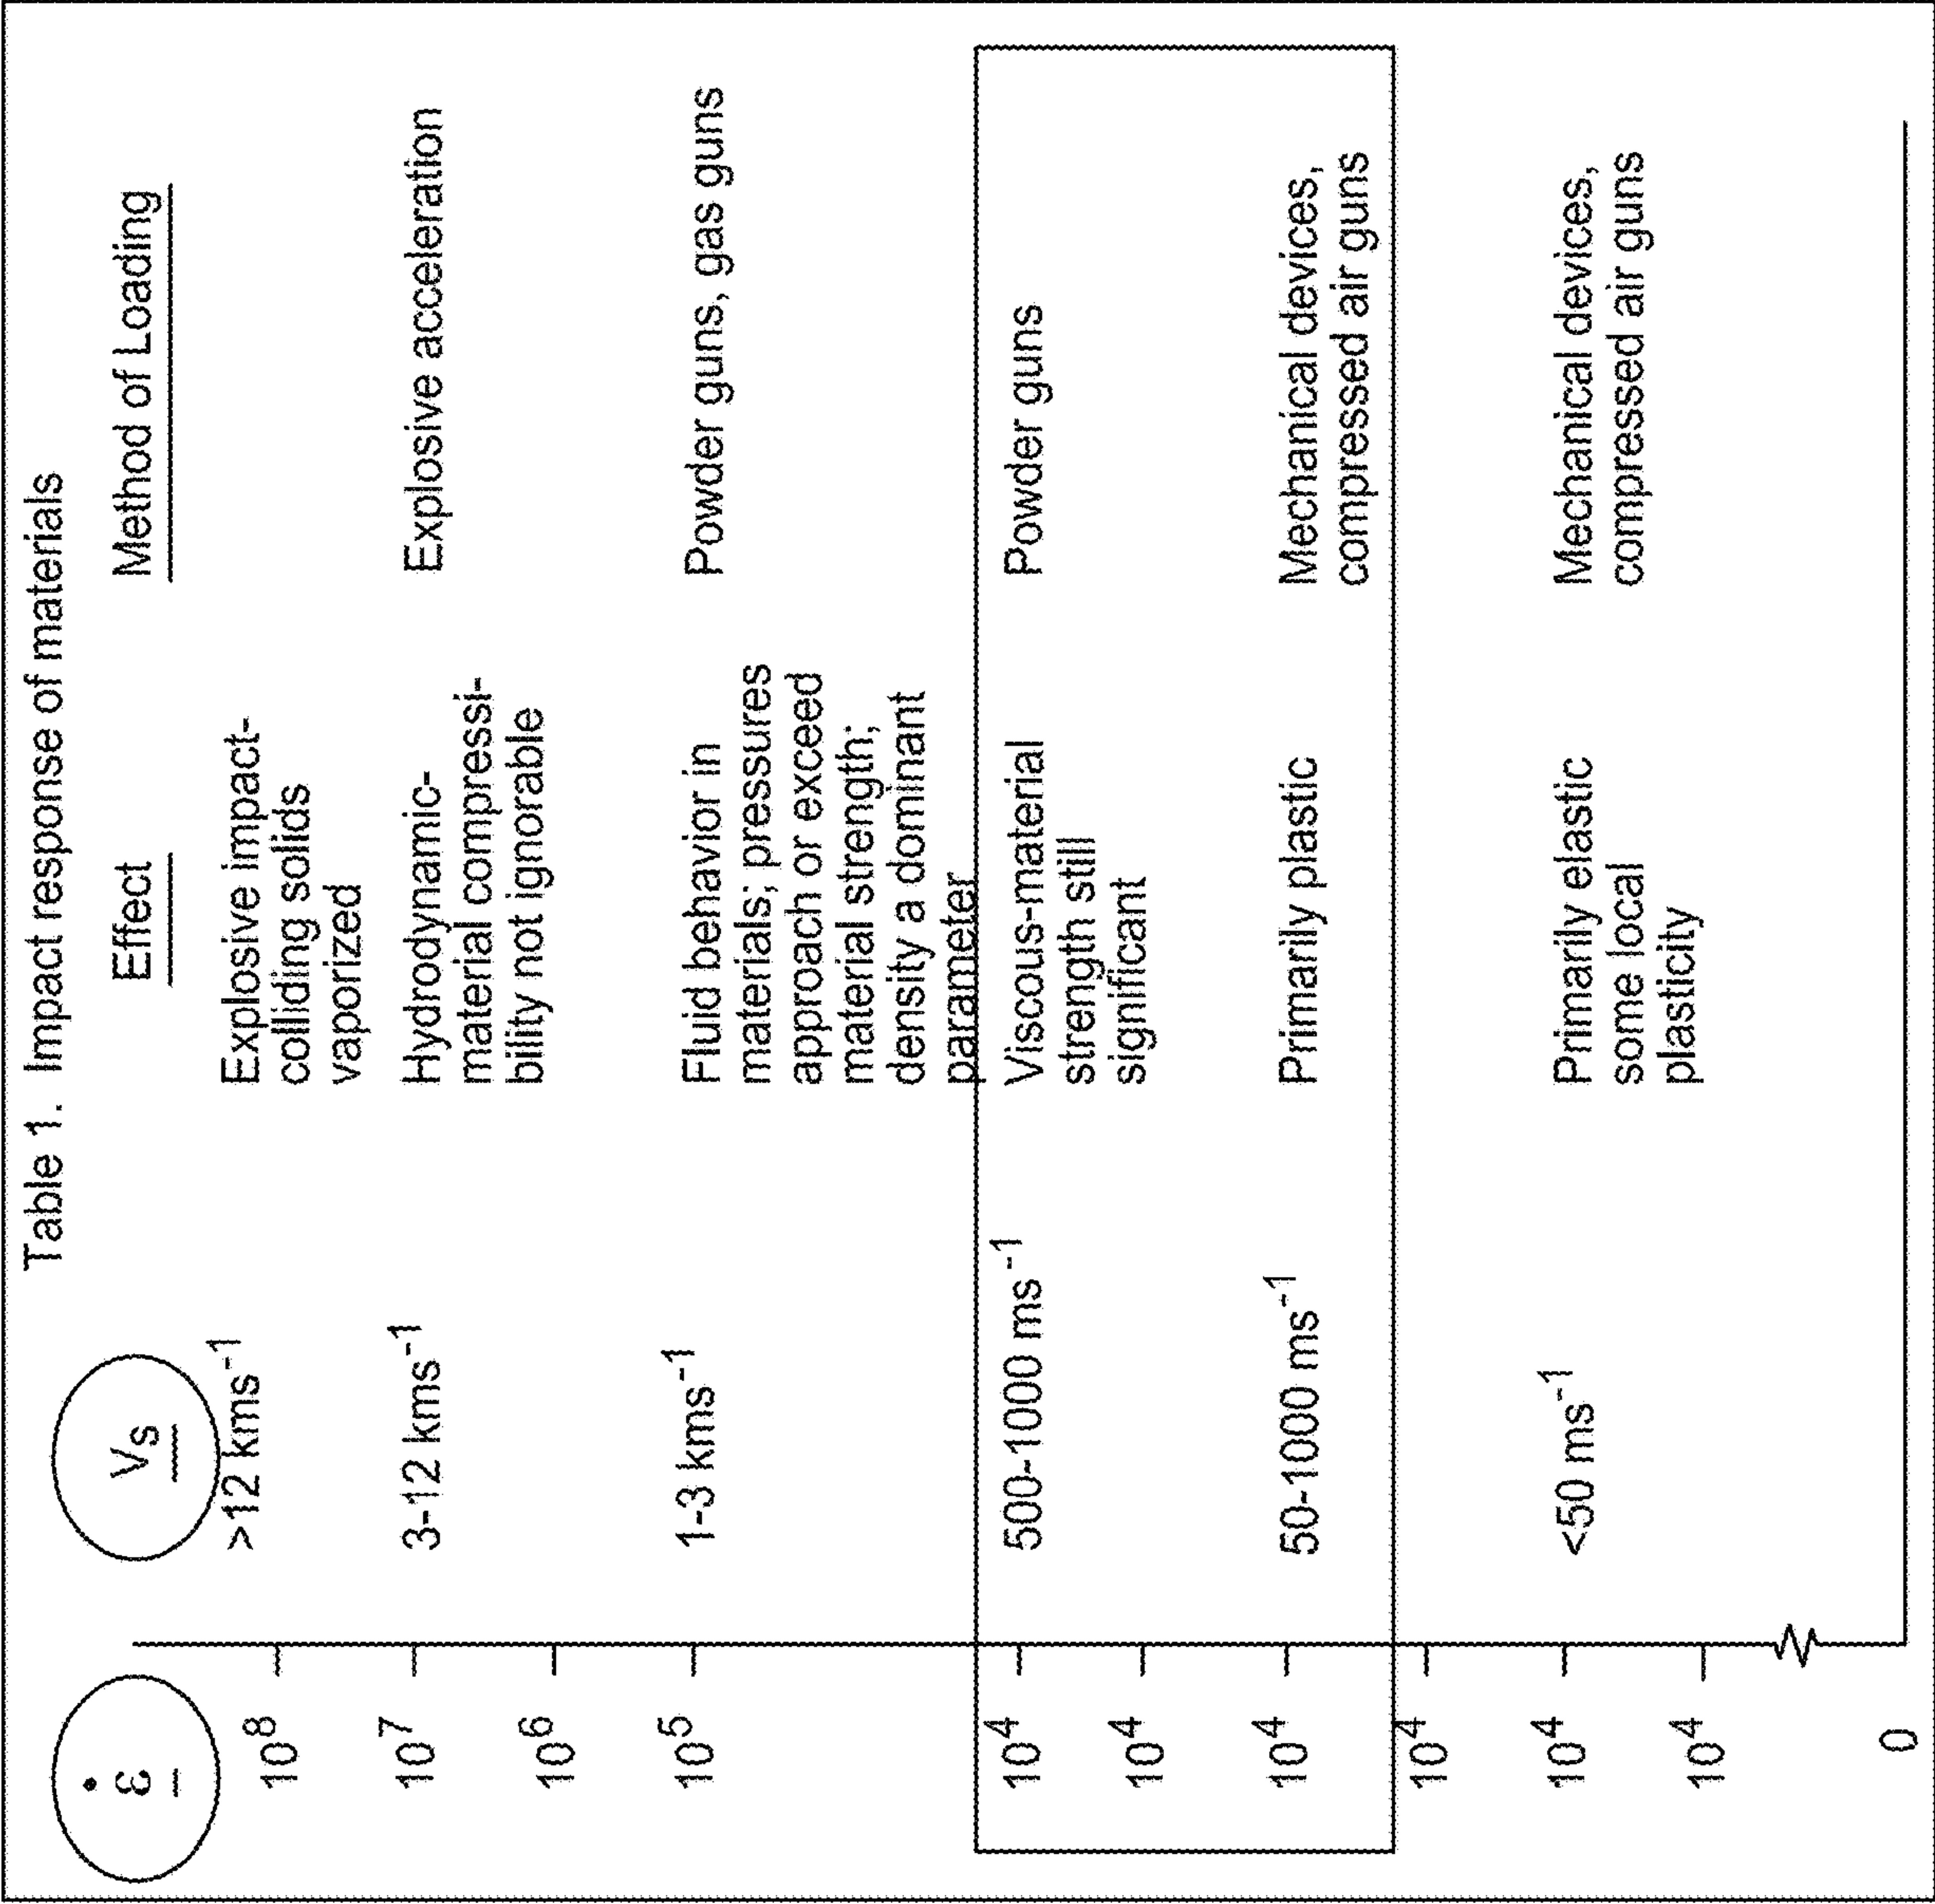 Table 1. Impact response of materials
ε̇ Vs Effect Method of Loading
10⁸ >12 kms⁻¹ Explosive impact-
colliding solids
vaporized
10⁷ 3-12 kms⁻¹ Hydrodynamic- Explosive acceleration
material compressi-
10⁶ bility not ignorable
10⁵ 1-3 kms⁻¹ Fluid behavior in Powder guns, gas guns
materials; pressures
approach or exceed
material strength;
density a dominant
parameter
10⁴ 500-1000 ms⁻¹ Viscous-material Powder guns
strength still
10⁴ significant
10⁴ 50-1000 ms⁻¹ Primarily plastic Mechanical devices,
compressed air guns
10⁴
10⁴ <50 ms⁻¹ Primarily elastic Mechanical devices,
some local compressed air guns
10⁴ plasticity
0